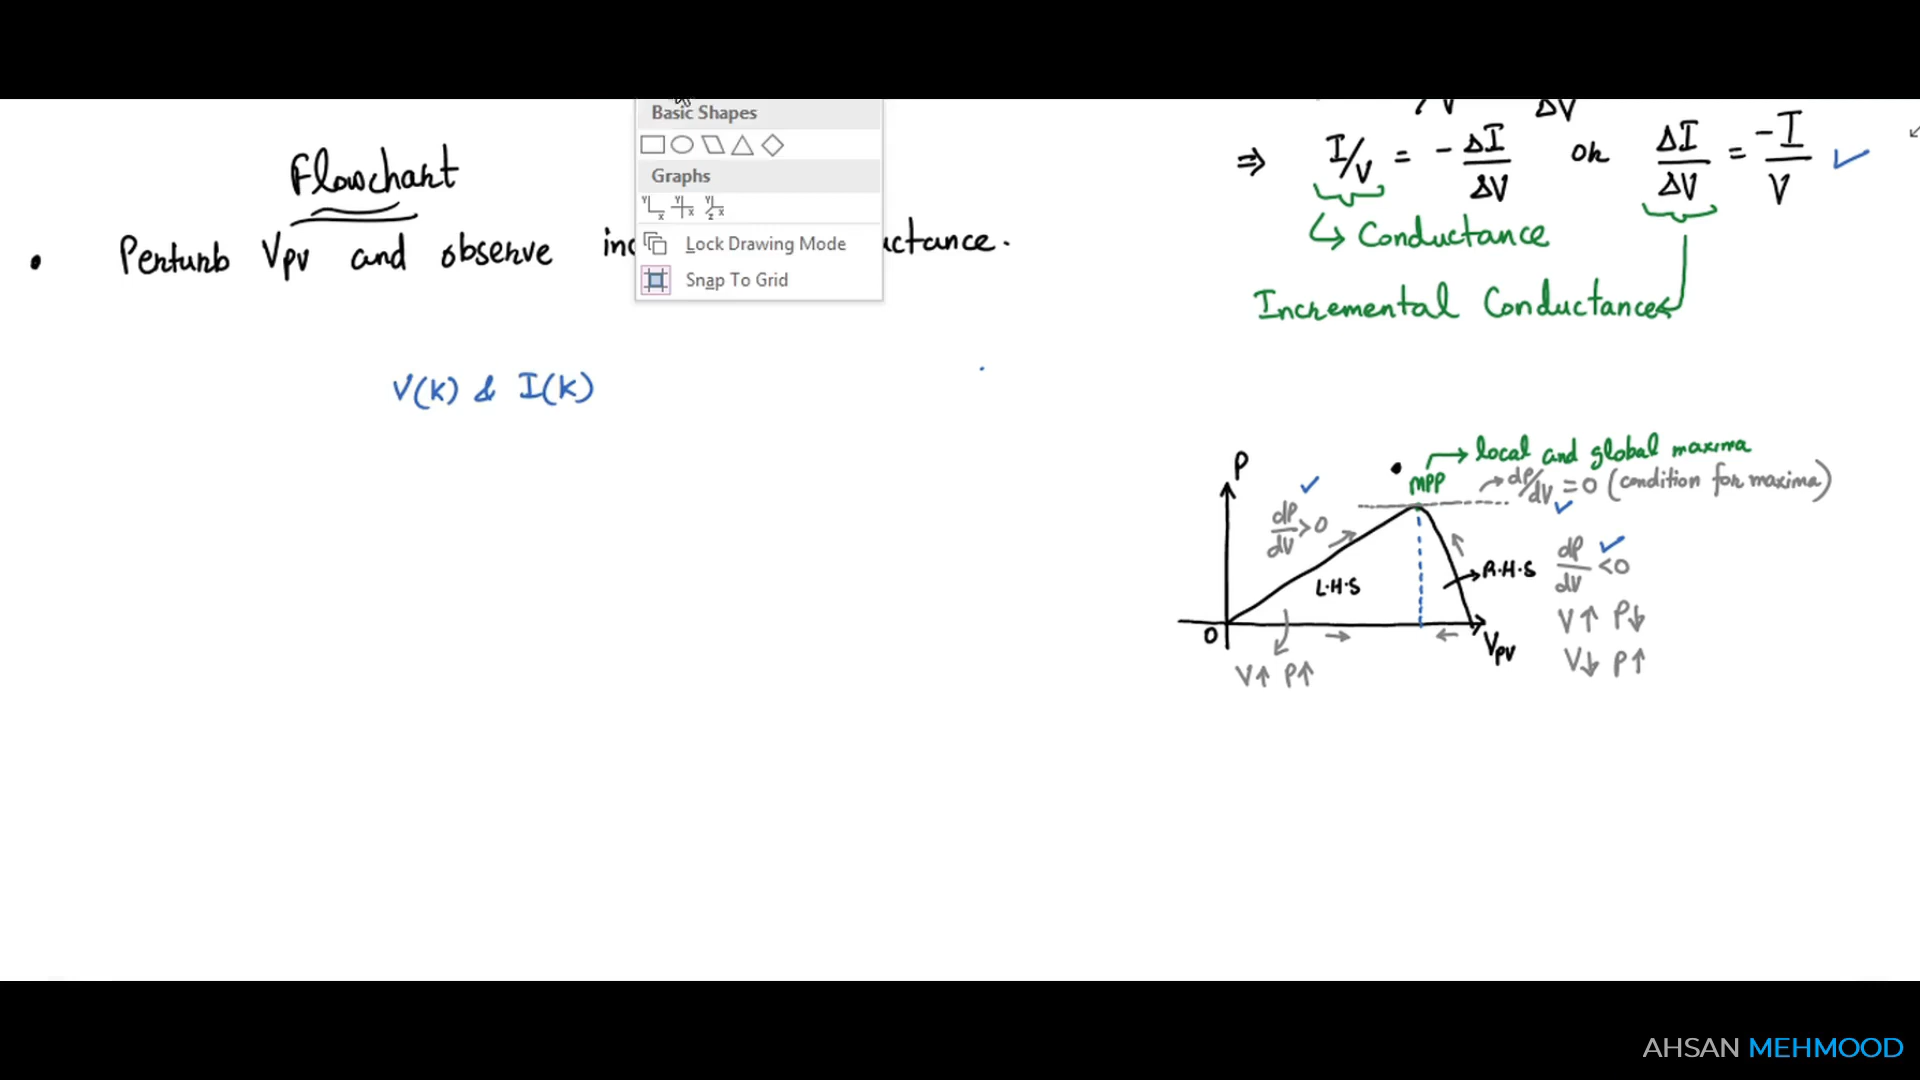 Flowchart
• Perturb Vpv and observe
uctance.
V(K) & I(K)
Basic Shapes
Graphs
Lock Drawing Mode
Snap To Grid
ΔV
⇒ I/V = -ΔI/ΔV or ΔI/ΔV = -I/V ✓
↳ Conductance
Incremental Conductance
P
MPP → local and global maxima
→ dP/dV = 0 (condition for maxima)
dP/dV > 0
L.H.S
→ R.H.S
dP/dV < 0
V↑ P↓
V↓ P↑
0
Vpv
V↑ P↑
AHSAN MEHMOOD